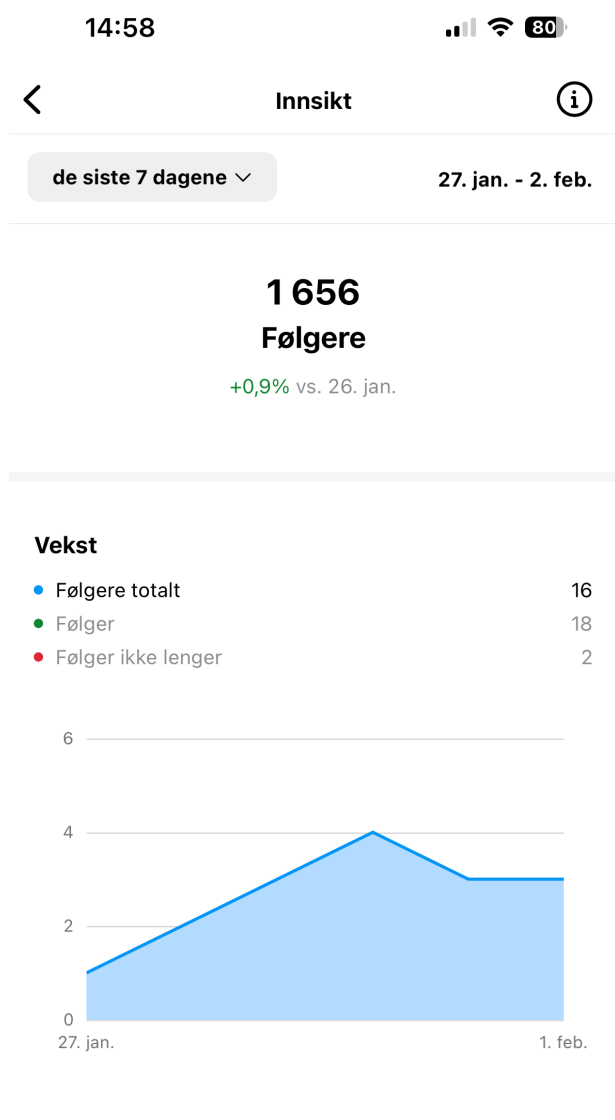 14:58
80
Innsikt
de siste 7 dagene
27. jan. - 2. feb.
1 656
Følgere
+0,9% vs. 26. jan.
Vekst
Følgere totalt 16
Følger 18
Følger ikke lenger 2
6
4
2
0
27. jan. 1. feb.